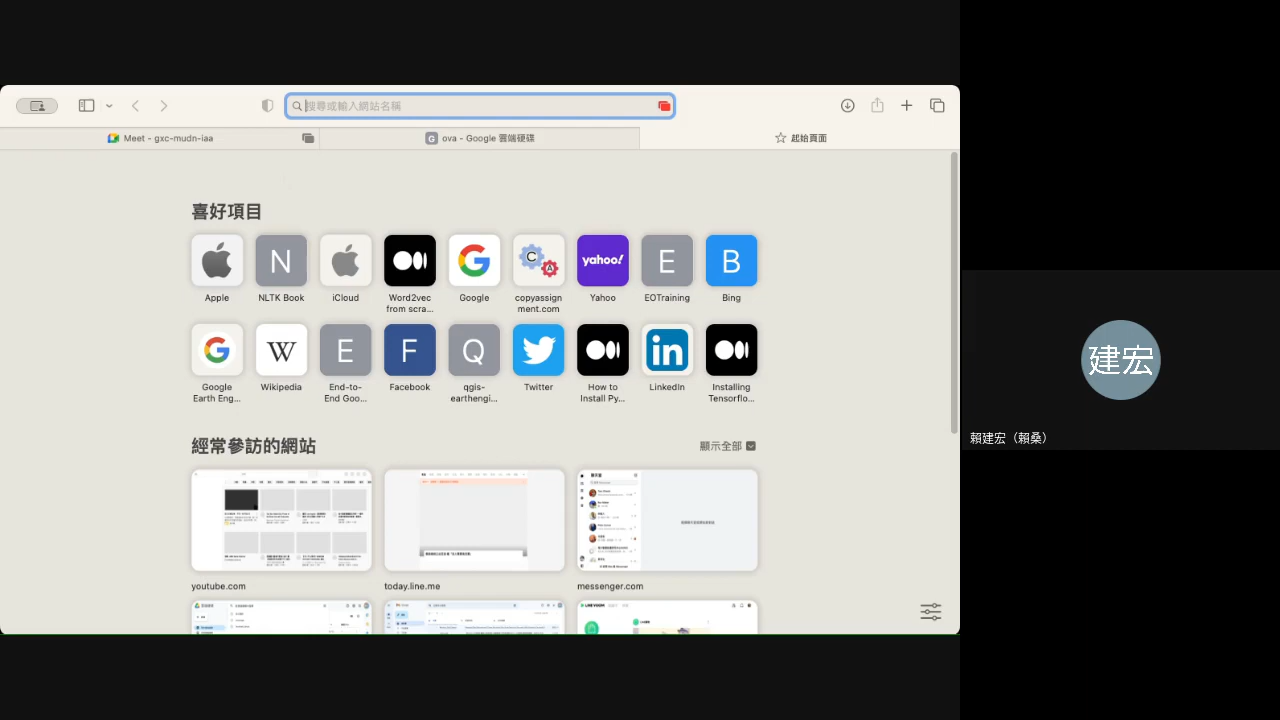 搜尋或輸入網站名稱
Meet - gxc-mudn-iaa
G
ova - Google 雲端硬碟
起始頁面
喜好項目
N
yahoo!
E
B
Apple
NLTK Book
iCloud
Word2vec from scra...
Google
copyassignment.com
Yahoo
EOTraining
Bing
W
E
F
Q
in
Google Earth Eng...
Wikipedia
End-to-End Goo...
Facebook
qgis-earthengi...
Twitter
How to Install Py...
LinkedIn
Installing Tensorflo...
經常參訪的網站
顯示全部
youtube.com
today.line.me
messenger.com
建宏
賴建宏（賴桑）